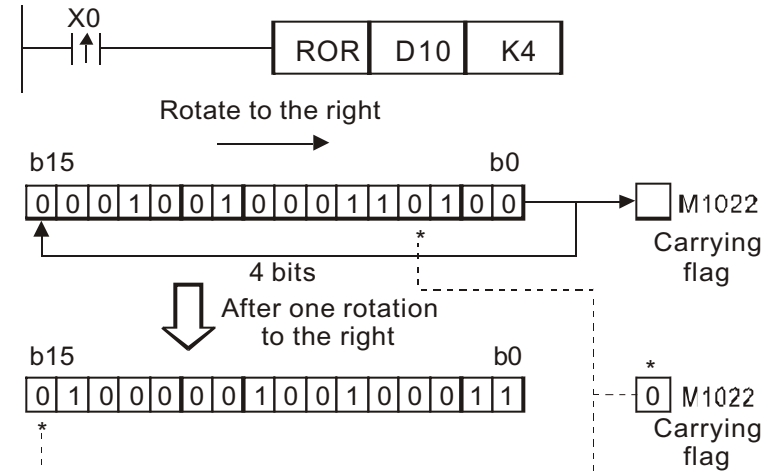 X0
ROR D10 K4
Rotate to the right
b15 b0
0 0 0 1 0 0 1 0 0 0 1 1 0 1 0 0 M1022
* Carrying
4 bits flag
After one rotation
to the right
b15 b0 *
0 1 0 0 0 0 0 1 0 0 1 0 0 0 1 1 0 M1022
* Carrying
flag